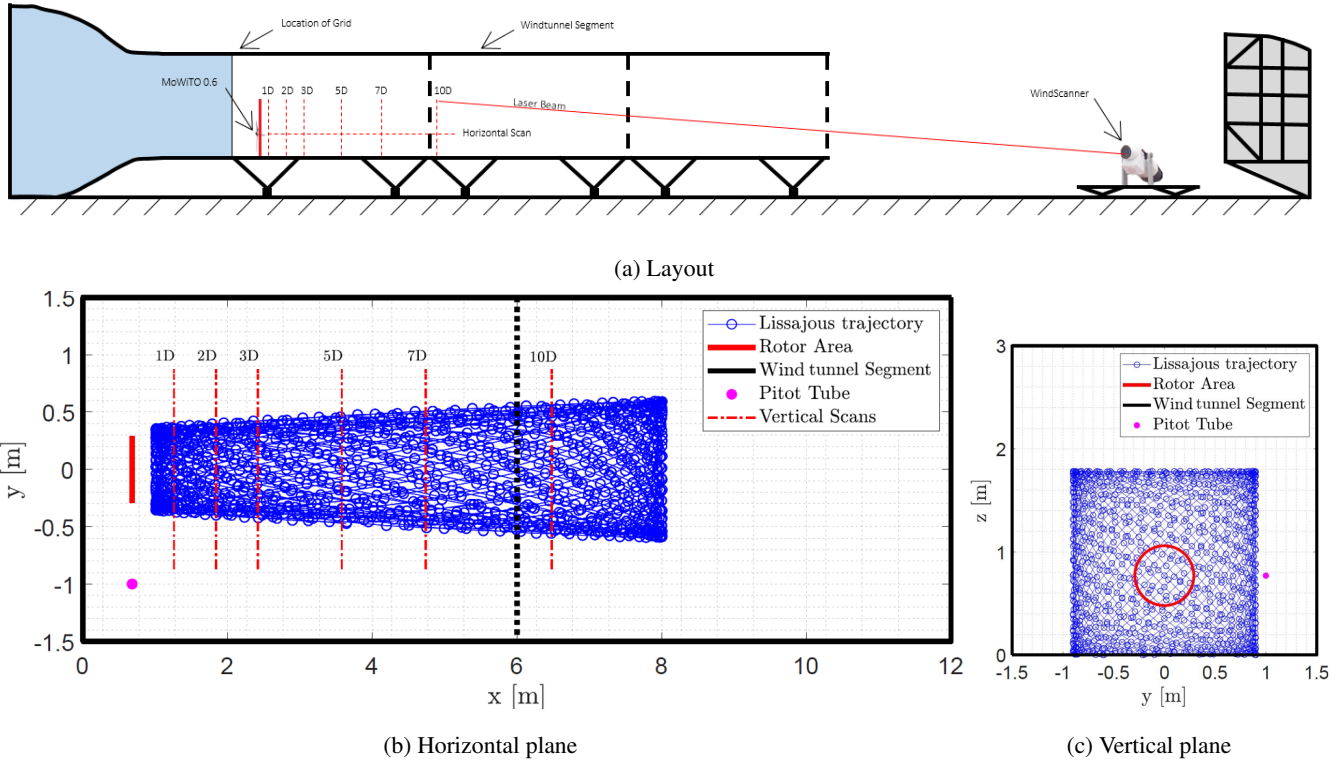 Location of Grid
Windtunnel Segment
MoWiTO 0.6
1D 2D 3D 5D 7D 10D
Laser Beam
WindScanner
Horizontal Scan
(a) Layout
1.5
1
0.5
0
-0.5
-1
-1.5
y [m]
1D 2D 3D 5D 7D 10D
Lissajous trajectory
Rotor Area
Wind tunnel Segment
Pitot Tube
Vertical Scans
0 2 4 6 8 10 12
x [m]
(b) Horizontal plane
3
2
1
0
z [m]
Lissajous trajectory
Rotor Area
Wind tunnel Segment
Pitot Tube
-1.5 -1 -0.5 0 0.5 1 1.5
y [m]
(c) Vertical plane